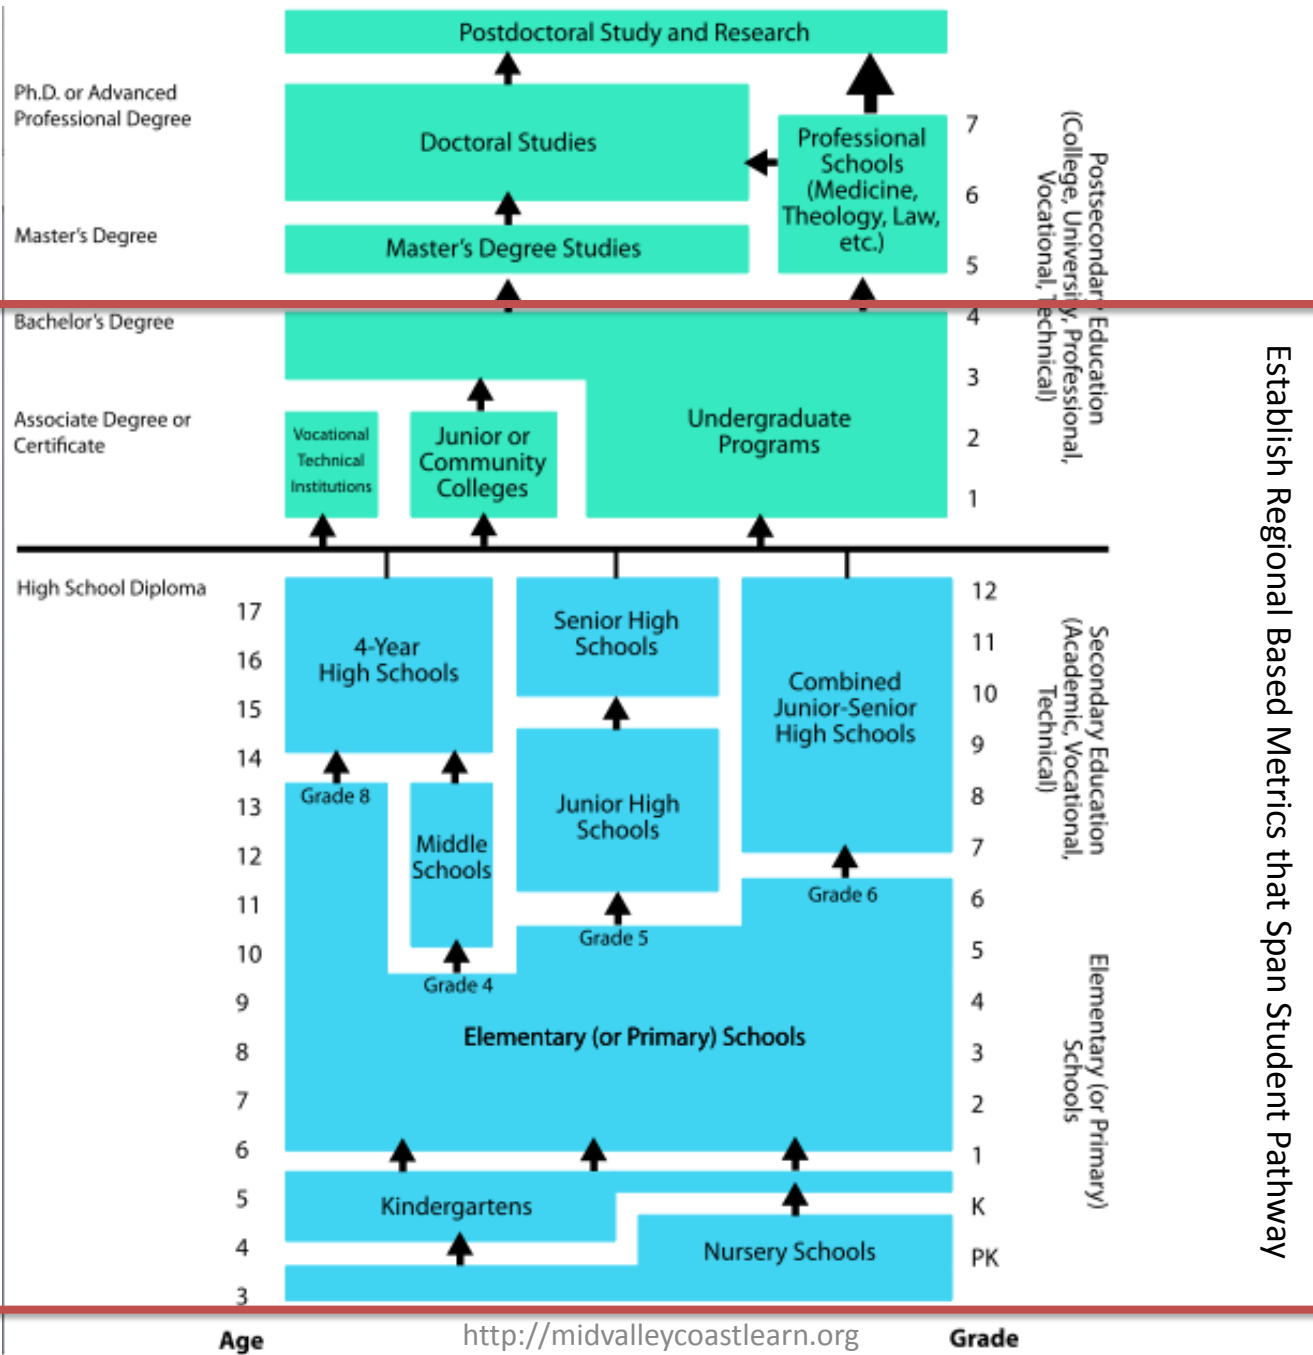 Postdoctoral Study and Research
Ph.D. or Advanced
Professional Degree
Doctoral Studies
Professional
Schools
(Medicine,
Theology, Law,
etc.)
7
6
5
Master's Degree
Master's Degree Studies
Postsecondary Education
(College, University, Professional,
Vocational, Technical)
Bachelor's Degree
4
3
2
1
Associate Degree or
Certificate
Vocational
Technical
Institutions
Junior or
Community
Colleges
Undergraduate
Programs
Establish Regional Based Metrics that Span Student Pathway
High School Diploma
17
16
15
14
13
12
11
10
9
8
7
6
5
4
3
4-Year
High Schools
Senior High
Schools
Combined
Junior-Senior
High Schools
Grade 8
Middle
Schools
Junior High
Schools
Grade 6
Grade 5
Grade 4
Elementary (or Primary) Schools
Kindergartens
Nursery Schools
12
11
10
9
8
7
6
5
4
3
2
1
K
PK
Secondary Education
(Academic, Vocational,
Technical)
Elementary (or Primary)
Schools
Age
http://midvalleycoastlearn.org
Grade